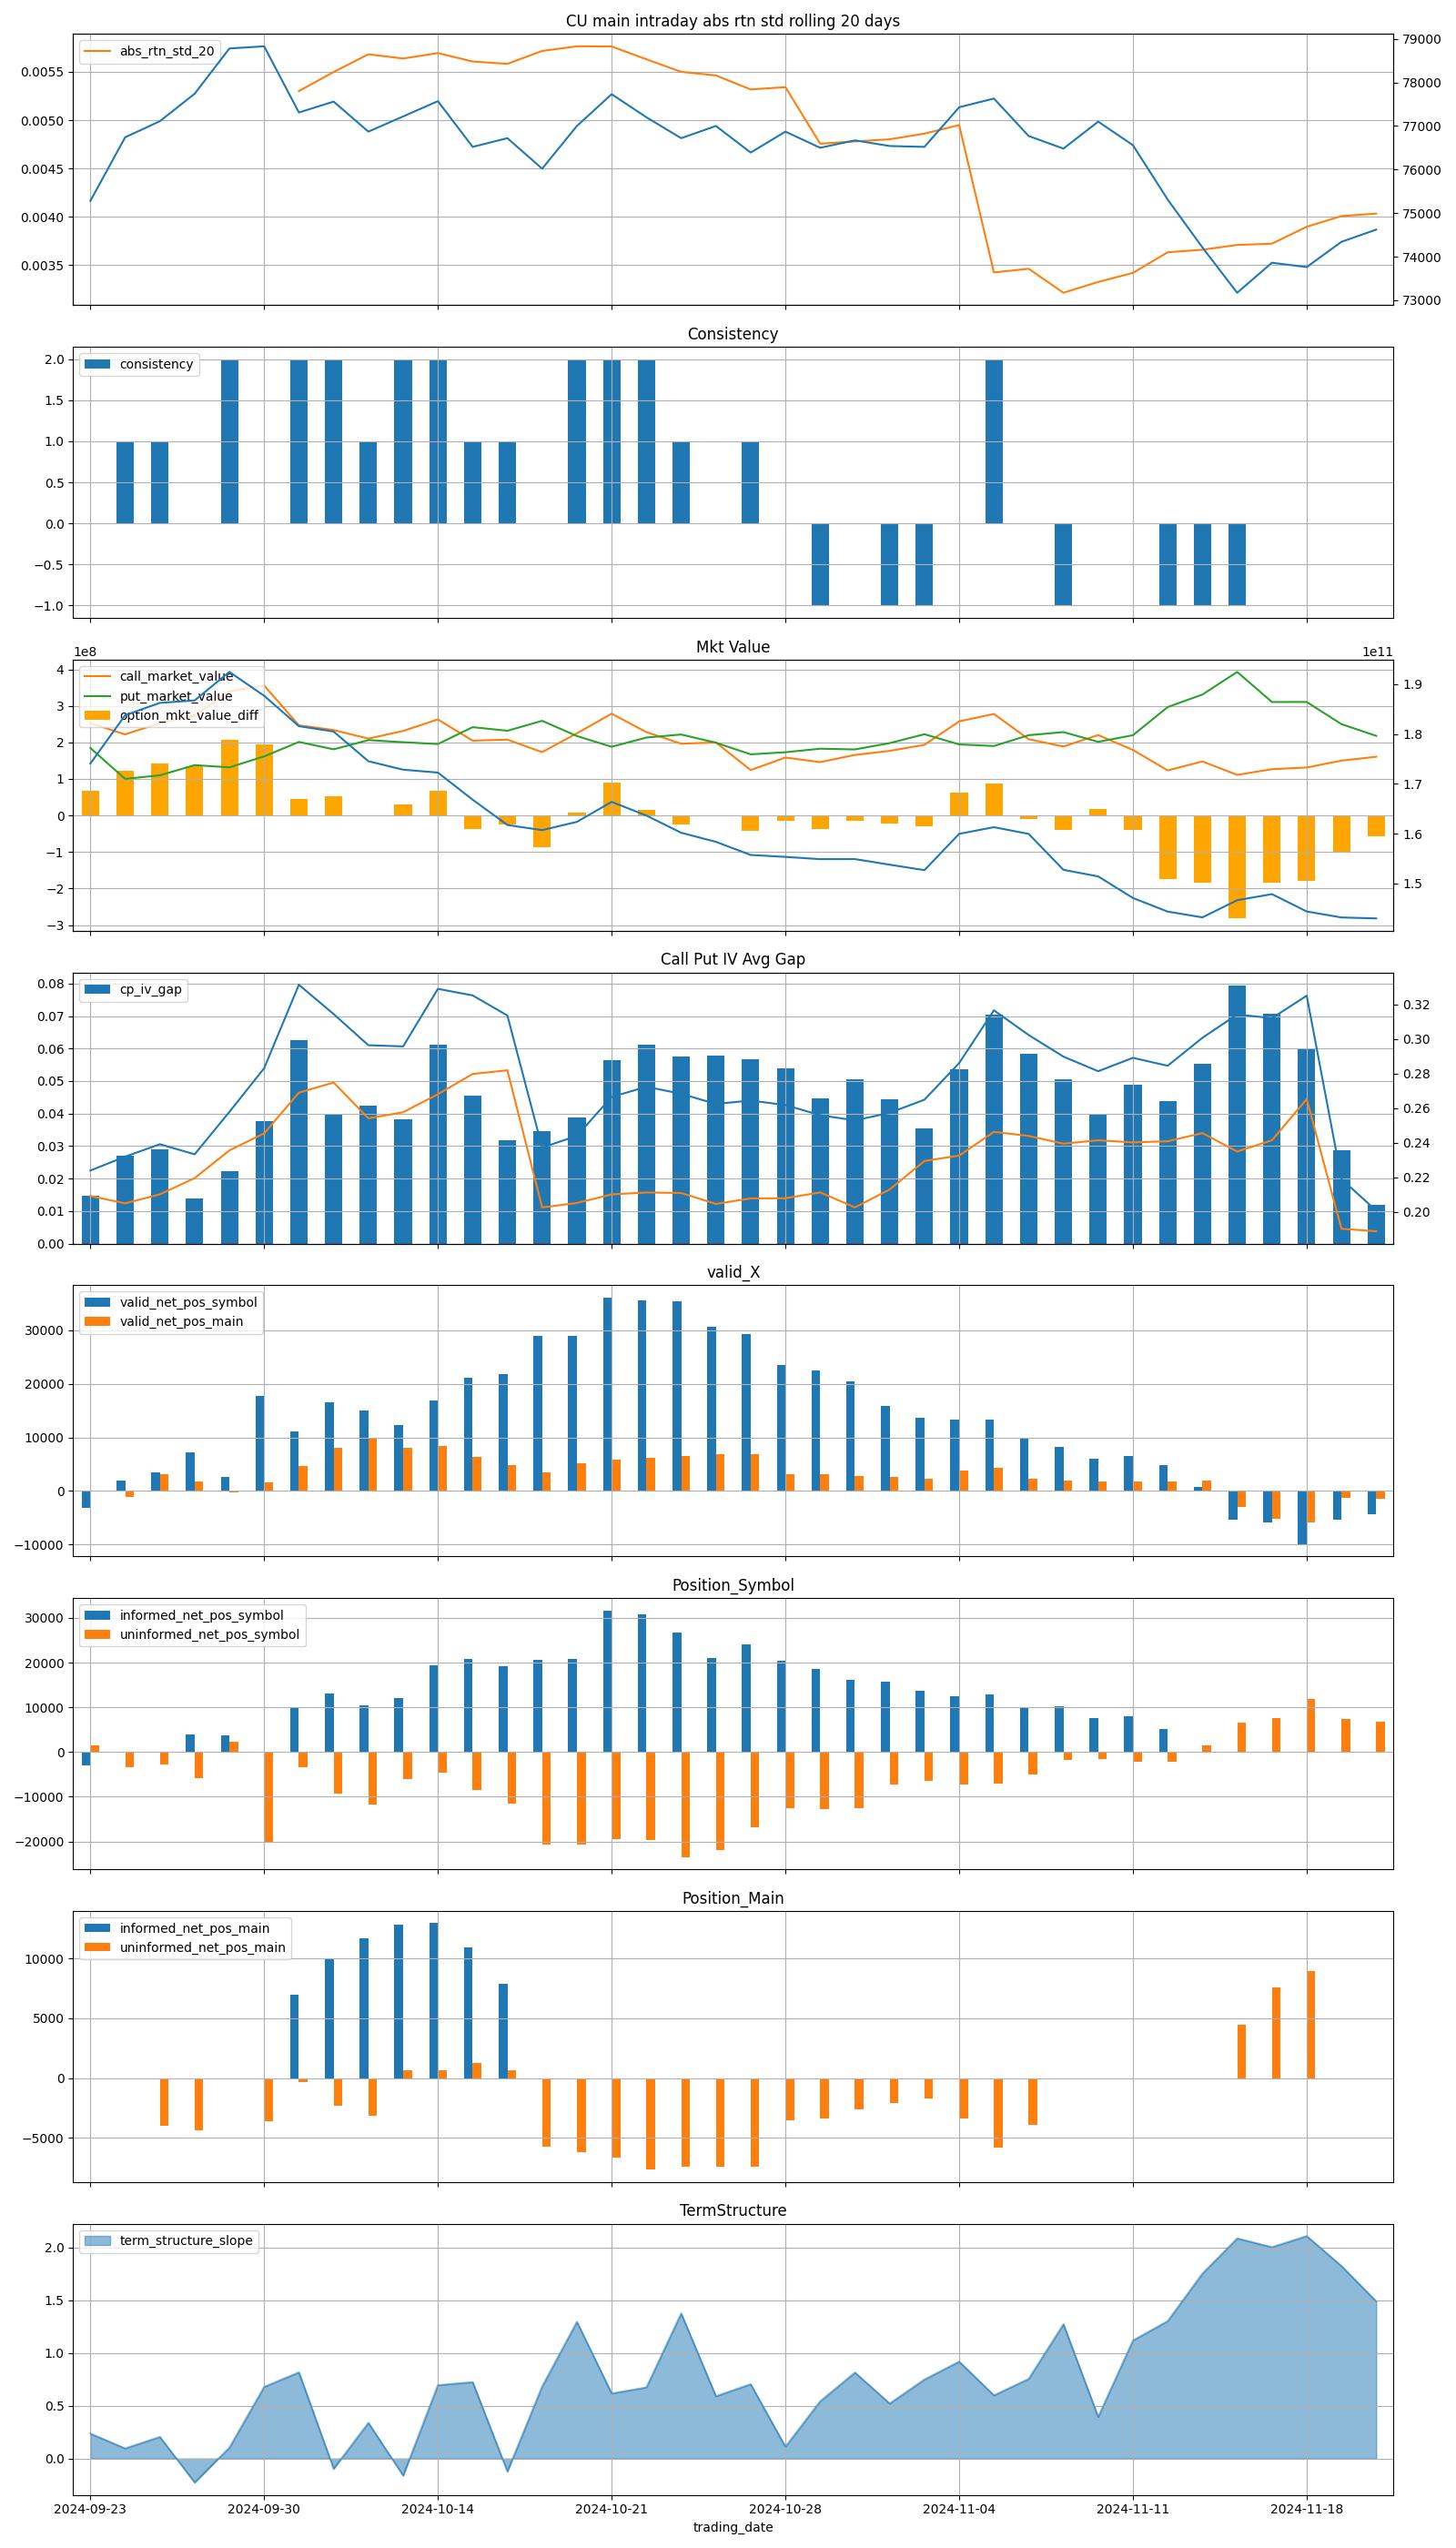 CU main intraday abs rtn std rolling 20 days
abs_rtn_std_20
0.0055
0.0050
0.0045
0.0040
0.0035
79000
78000
77000
76000
75000
74000
73000
Consistency
consistency
2.0
1.5
1.0
0.5
0.0
−0.5
−1.0
Mkt Value
1e8
1e11
call_market_value
put_market_value
option_mkt_value_diff
4
3
2
1
0
−1
−2
−3
1.9
1.8
1.7
1.6
1.5
Call Put IV Avg Gap
cp_iv_gap
0.08
0.07
0.06
0.05
0.04
0.03
0.02
0.01
0.00
0.32
0.30
0.28
0.26
0.24
0.22
0.20
valid_X
valid_net_pos_symbol
valid_net_pos_main
30000
20000
10000
0
−10000
Position_Symbol
informed_net_pos_symbol
uninformed_net_pos_symbol
30000
20000
10000
0
−10000
−20000
Position_Main
informed_net_pos_main
uninformed_net_pos_main
10000
5000
0
−5000
TermStructure
term_structure_slope
2.0
1.5
1.0
0.5
0.0
2024-09-23 2024-09-30 2024-10-14 2024-10-21 2024-10-28 2024-11-04 2024-11-11 2024-11-18
trading_date